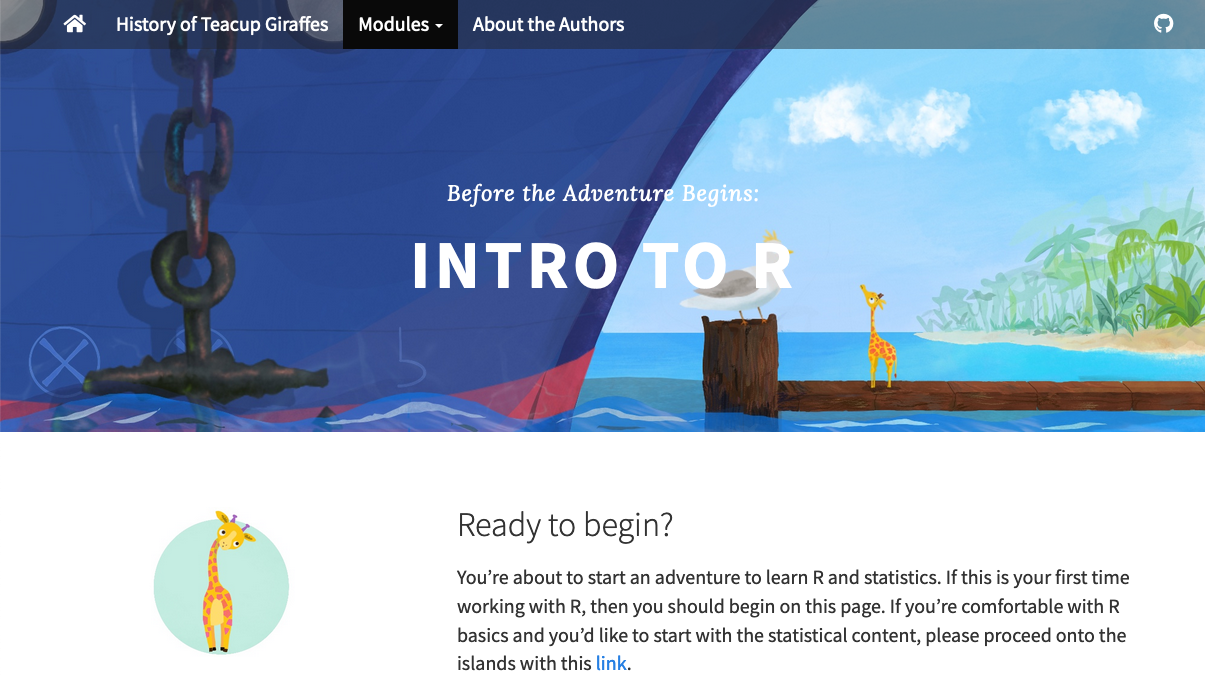 History of Teacup Giraffes Modules About the Authors
Before the Adventure Begins:
INTRO TO R
Ready to begin?
You’re about to start an adventure to learn R and statistics. If this is your first time
working with R, then you should begin on this page. If you’re comfortable with R
basics and you’d like to start with the statistical content, please proceed onto the
islands with this link.